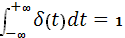 ∫_{−∞}^{+∞} δ(t)dt = 1